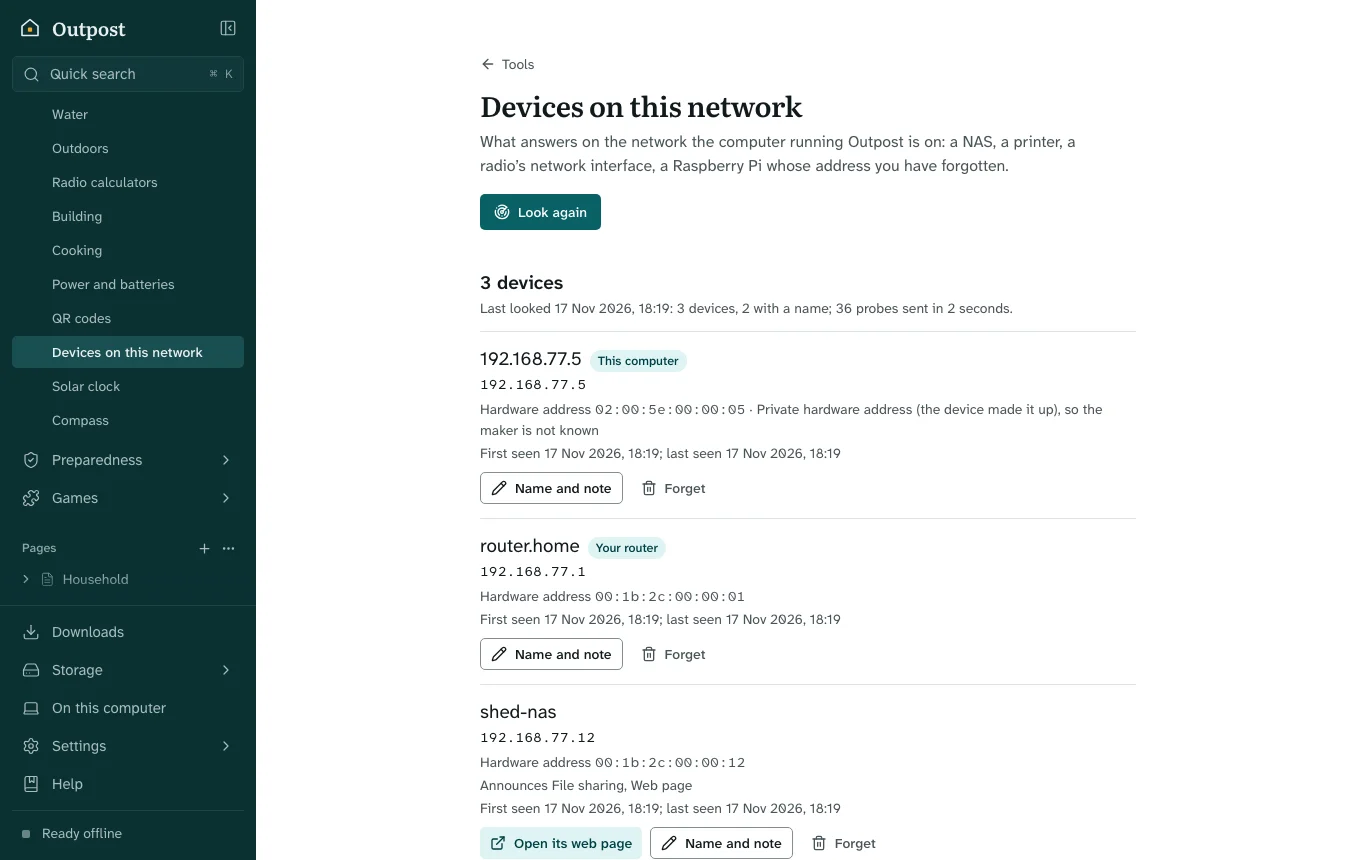 Outpost
Quick search ⌘ K
Water
Outdoors
Radio calculators
Building
Cooking
Power and batteries
QR codes
Devices on this network
Solar clock
Compass
Preparedness
Games
Pages
Household
Downloads
Storage
On this computer
Settings
Help
Ready offline
Tools
Devices on this network
What answers on the network the computer running Outpost is on: a NAS, a printer, a
radio’s network interface, a Raspberry Pi whose address you have forgotten.
Look again
3 devices
Last looked 17 Nov 2026, 18:19: 3 devices, 2 with a name; 36 probes sent in 2 seconds.
192.168.77.5 This computer
192.168.77.5
Hardware address 02:00:5e:00:00:05 · Private hardware address (the device made it up), so the
maker is not known
First seen 17 Nov 2026, 18:19; last seen 17 Nov 2026, 18:19
Name and note Forget
router.home Your router
192.168.77.1
Hardware address 00:1b:2c:00:00:01
First seen 17 Nov 2026, 18:19; last seen 17 Nov 2026, 18:19
Name and note Forget
shed-nas
192.168.77.12
Hardware address 00:1b:2c:00:00:12
Announces File sharing, Web page
First seen 17 Nov 2026, 18:19; last seen 17 Nov 2026, 18:19
Open its web page Name and note Forget